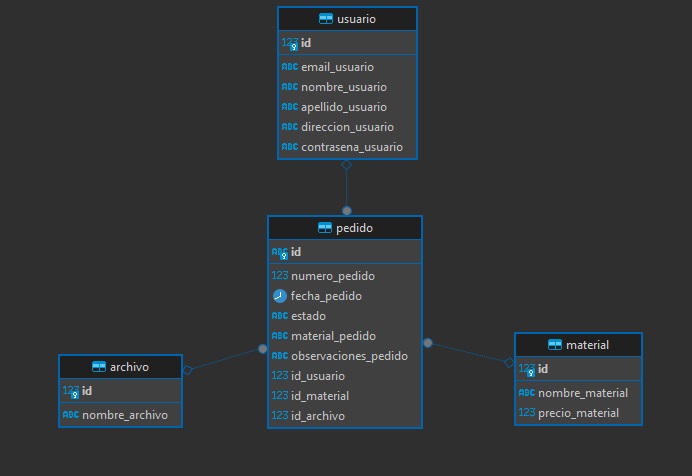 usuario
123 id
ABC email_usuario
ABC nombre_usuario
ABC apellido_usuario
ABC direccion_usuario
ABC contrasena_usuario
pedido
ABC id
123 numero_pedido
fecha_pedido
ABC estado
ABC material_pedido
ABC observaciones_pedido
123 id_usuario
123 id_material
123 id_archivo
archivo
123 id
ABC nombre_archivo
material
123 id
ABC nombre_material
123 precio_material